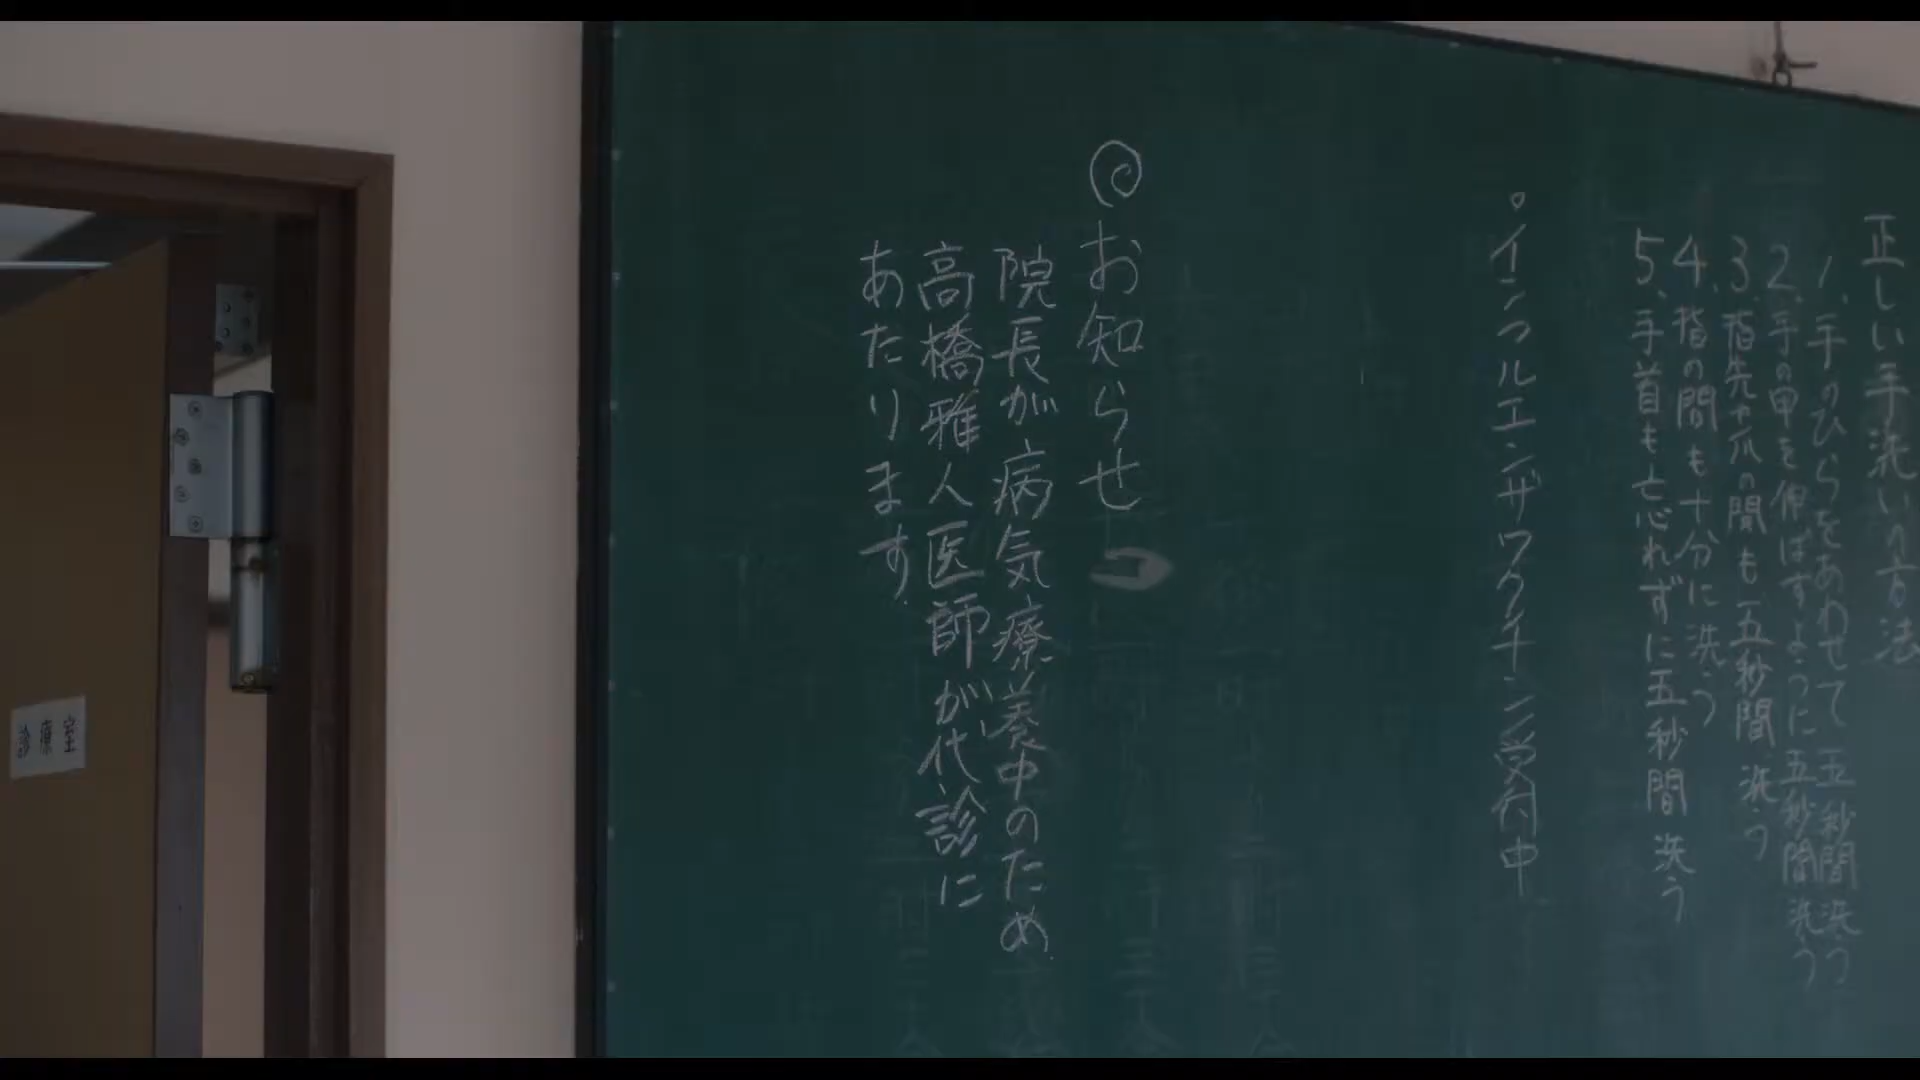 正しい手洗いの方法
1、手のひらをあわせて五秒間洗う
2、手の甲を伸ばすように五秒間洗う
3、指先や爪の間も五秒間洗う
4、指の間も十分に洗う
5、手首も忘れずに五秒間洗う
。インフルエンザワクチン受付中
お知らせ
院長が病気療養中のため
高橋雅人医師が代診に
あたります。
診療室